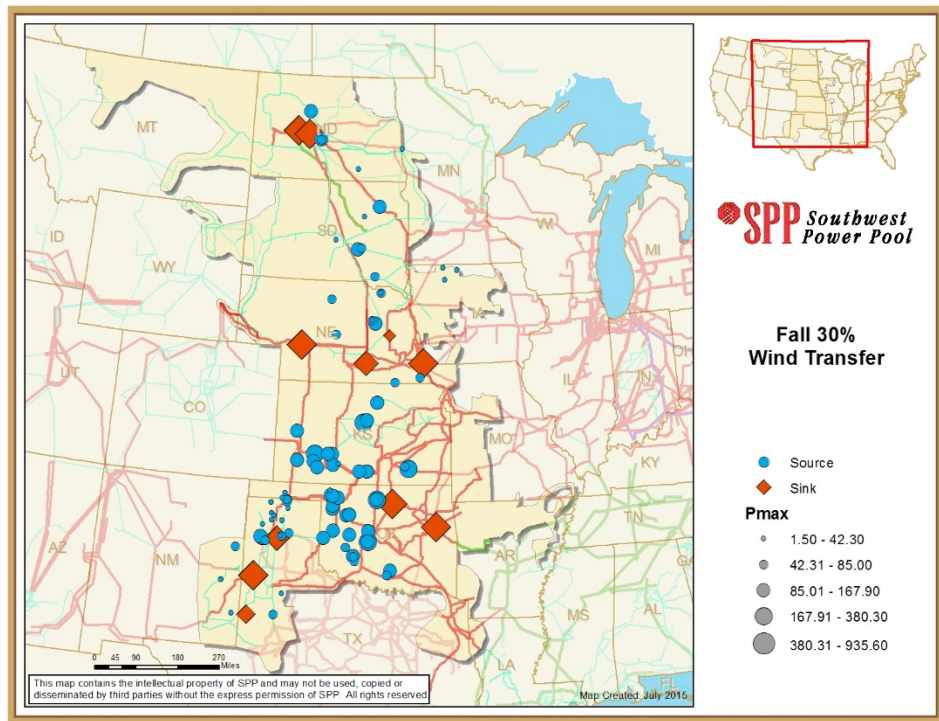 MT
ND
MN
SD
ID
WY
WI
MI
IA
NE
UT
CO
IL
IN
OH
KS
MO
KY
AZ
NM
OK
AR
TN
GA
TX
MS
AL
LA
FL
SPP Southwest
Power Pool
Fall 30%
Wind Transfer
Source
Sink
Pmax
1.50 - 42.30
42.31 - 85.00
85.01 - 167.90
167.91 - 380.30
380.31 - 935.60
0 45 90 180 270
Miles
This map contains the intellectual property of SPP and may not be used, copied or
disseminated by third parties without the express permission of SPP. All rights reserved.
Map Created: July 2015